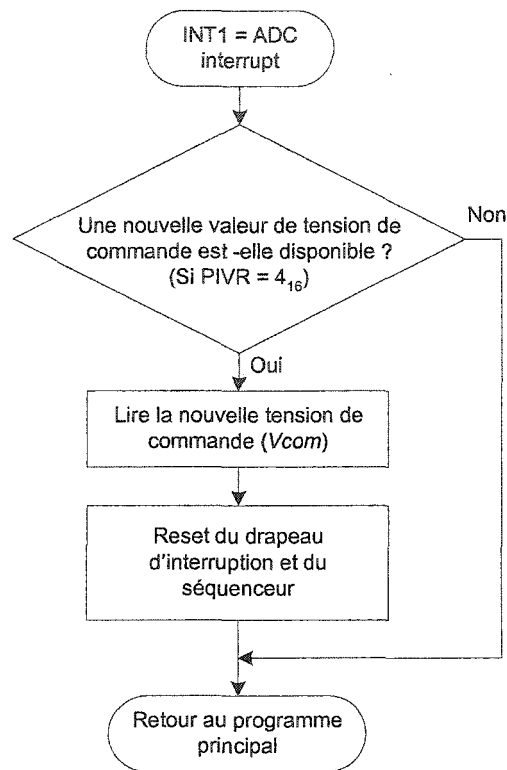 INT1 = ADC
interrupt
Une nouvelle valeur de tension de
commande est -elle disponible ?
(Si PIVR = 4₁₆)
Non
Oui
Lire la nouvelle tension de
commande (Vcom)
Reset du drapeau
d'interruption et du
séquenceur
Retour au programme
principal